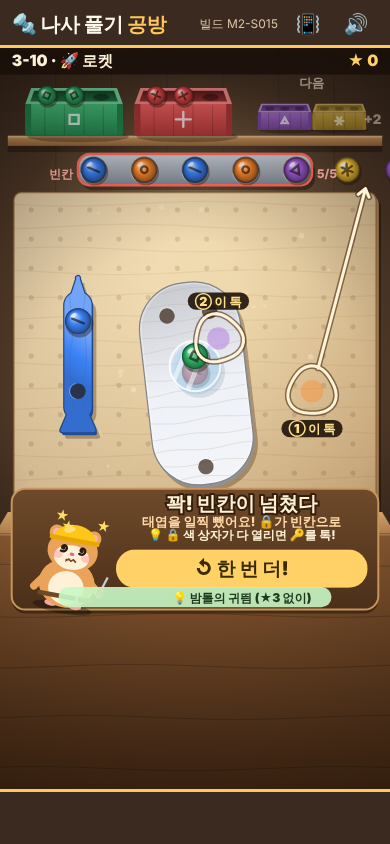 나사 풀기 공방
빌드 M2-S015
3-10 · 로켓
★ 0
다음
+2
빈칸
5/5
② 이 톡
① 이 톡
꽉! 빈칸이 넘쳤다
태엽을 일찍 뺐어요! 🔒가 빈칸으로
💡 🔒 색 상자가 다 열리면 🔑를 톡!
한 번 더!
💡 밤톨의 귀띔 (★3 없이)